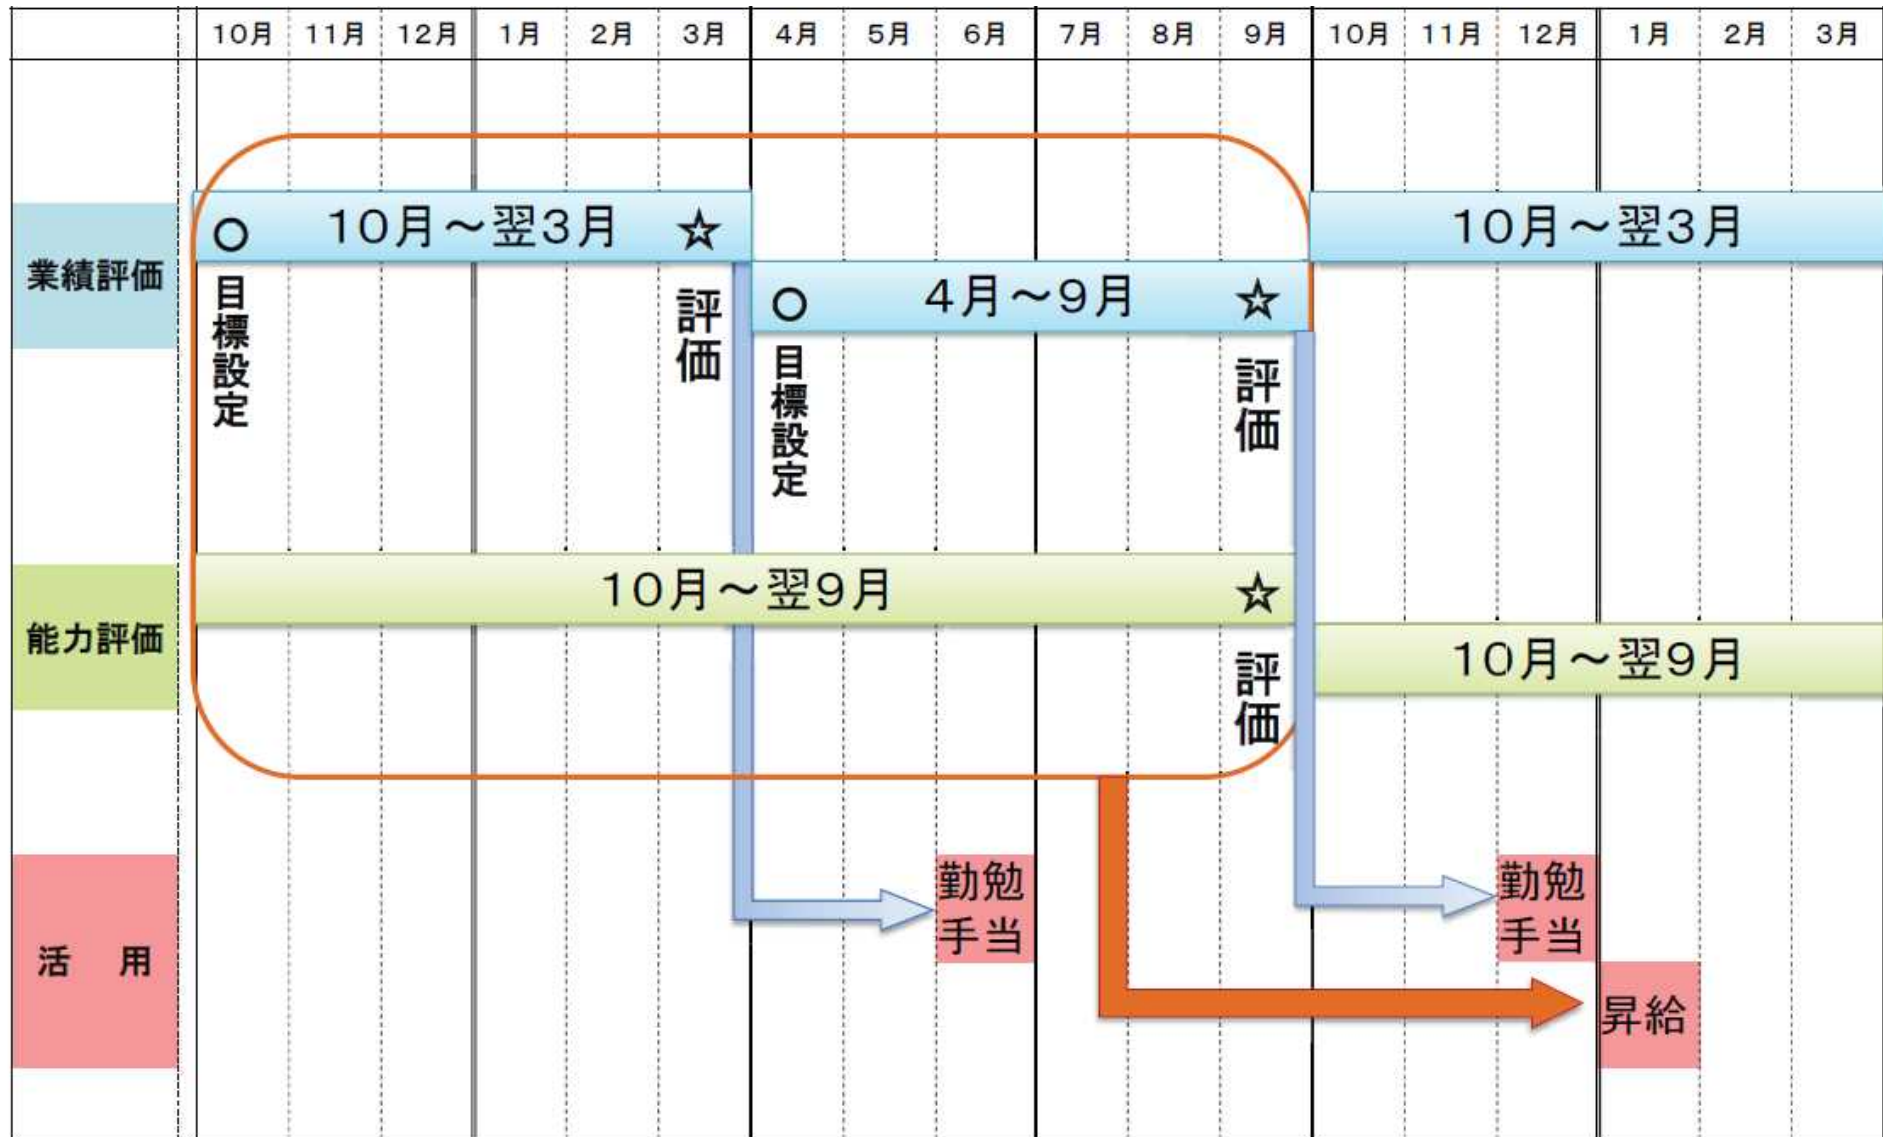 10月 11月 12月 1月 2月 3月 4月 5月 6月 7月 8月 9月 10月 11月 12月 1月 2月 3月
業績評価
○ 10月～翌3月 ☆
目標設定
評価
○ 4月～9月 ☆
目標設定
評価
10月～翌3月
能力評価
10月～翌9月 ☆
評価
10月～翌9月
活 用
勤勉
手当
勤勉
手当
昇給